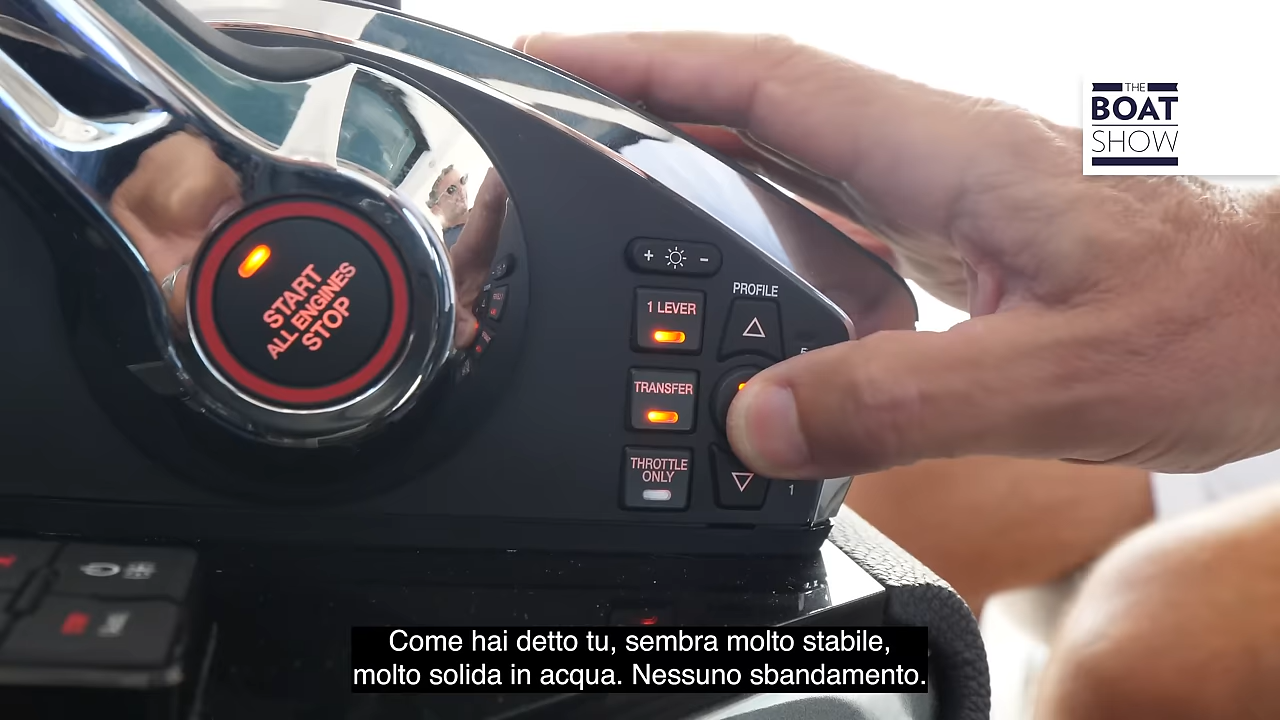 THE
BOAT
SHOW
START
ALL ENGINES
STOP
+ -
PROFILE
1 LEVER
5
TRANSFER
THROTTLE
ONLY
1
Come hai detto tu, sembra molto stabile,
molto solida in acqua. Nessuno sbandamento.